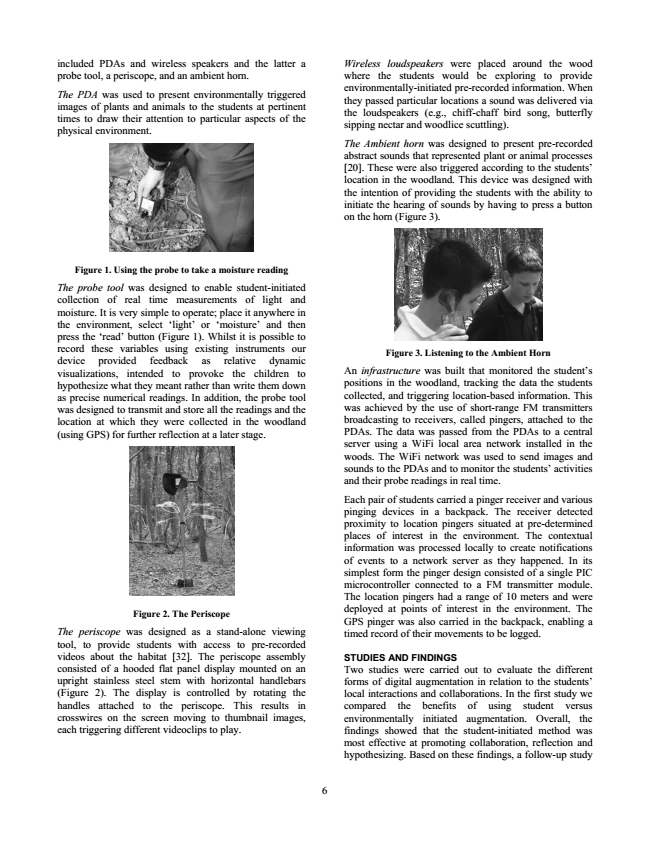 included PDAs and wireless speakers and the latter a
probe tool, a periscope, and an ambient horn.
The PDA was used to present environmentally triggered
images of plants and animals to the students at pertinent
times to draw their attention to particular aspects of the
physical environment.
Figure 1. Using the probe to take a moisture reading
The probe tool was designed to enable student-initiated
collection of real time measurements of light and
moisture. It is very simple to operate; place it anywhere in
the environment, select ‘light’ or ‘moisture’ and then
press the ‘read’ button (Figure 1). Whilst it is possible to
record these variables using existing instruments our
device provided feedback as relative dynamic
visualizations, intended to provoke the children to
hypothesize what they meant rather than write them down
as precise numerical readings. In addition, the probe tool
was designed to transmit and store all the readings and the
location at which they were collected in the woodland
(using GPS) for further reflection at a later stage.
Figure 2. The Periscope
The periscope was designed as a stand-alone viewing
tool, to provide students with access to pre-recorded
videos about the habitat [32]. The periscope assembly
consisted of a hooded flat panel display mounted on an
upright stainless steel stem with horizontal handlebars
(Figure 2). The display is controlled by rotating the
handles attached to the periscope. This results in
crosswires on the screen moving to thumbnail images,
each triggering different videoclips to play.
Wireless loudspeakers were placed around the wood
where the students would be exploring to provide
environmentally-initiated pre-recorded information. When
they passed particular locations a sound was delivered via
the loudspeakers (e.g., chiff-chaff bird song, butterfly
sipping nectar and woodlice scuttling).
The Ambient horn was designed to present pre-recorded
abstract sounds that represented plant or animal processes
[20]. These were also triggered according to the students’
location in the woodland. This device was designed with
the intention of providing the students with the ability to
initiate the hearing of sounds by having to press a button
on the horn (Figure 3).
Figure 3. Listening to the Ambient Horn
An infrastructure was built that monitored the student’s
positions in the woodland, tracking the data the students
collected, and triggering location-based information. This
was achieved by the use of short-range FM transmitters
broadcasting to receivers, called pingers, attached to the
PDAs. The data was passed from the PDAs to a central
server using a WiFi local area network installed in the
woods. The WiFi network was used to send images and
sounds to the PDAs and to monitor the students’ activities
and their probe readings in real time.
Each pair of students carried a pinger receiver and various
pinging devices in a backpack. The receiver detected
proximity to location pingers situated at pre-determined
places of interest in the environment. The contextual
information was processed locally to create notifications
of events to a network server as they happened. In its
simplest form the pinger design consisted of a single PIC
microcontroller connected to a FM transmitter module.
The location pingers had a range of 10 meters and were
deployed at points of interest in the environment. The
GPS pinger was also carried in the backpack, enabling a
timed record of their movements to be logged.
STUDIES AND FINDINGS
Two studies were carried out to evaluate the different
forms of digital augmentation in relation to the students’
local interactions and collaborations. In the first study we
compared the benefits of using student versus
environmentally initiated augmentation. Overall, the
findings showed that the student-initiated method was
most effective at promoting collaboration, reflection and
hypothesizing. Based on these findings, a follow-up study
6